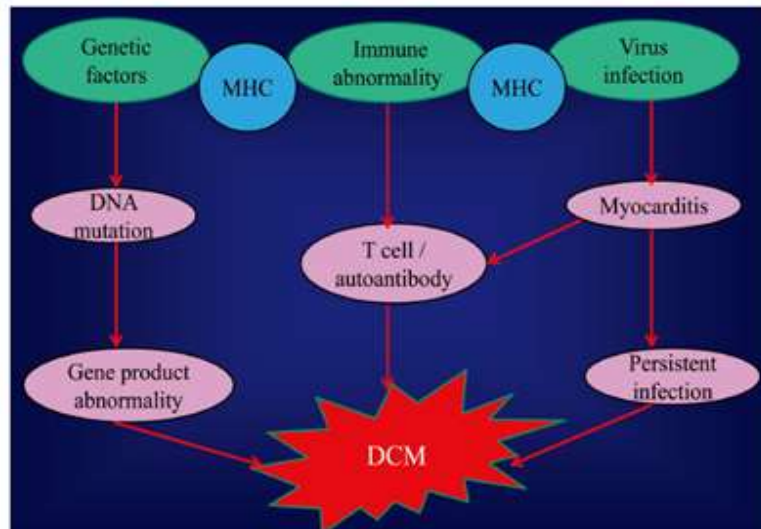 Genetic
factors
MHC
Immune
abnormality
MHC
Virus
infection
DNA
mutation
T cell /
autoantibody
Myocarditis
Gene product
abnormality
Persistent
infection
DCM